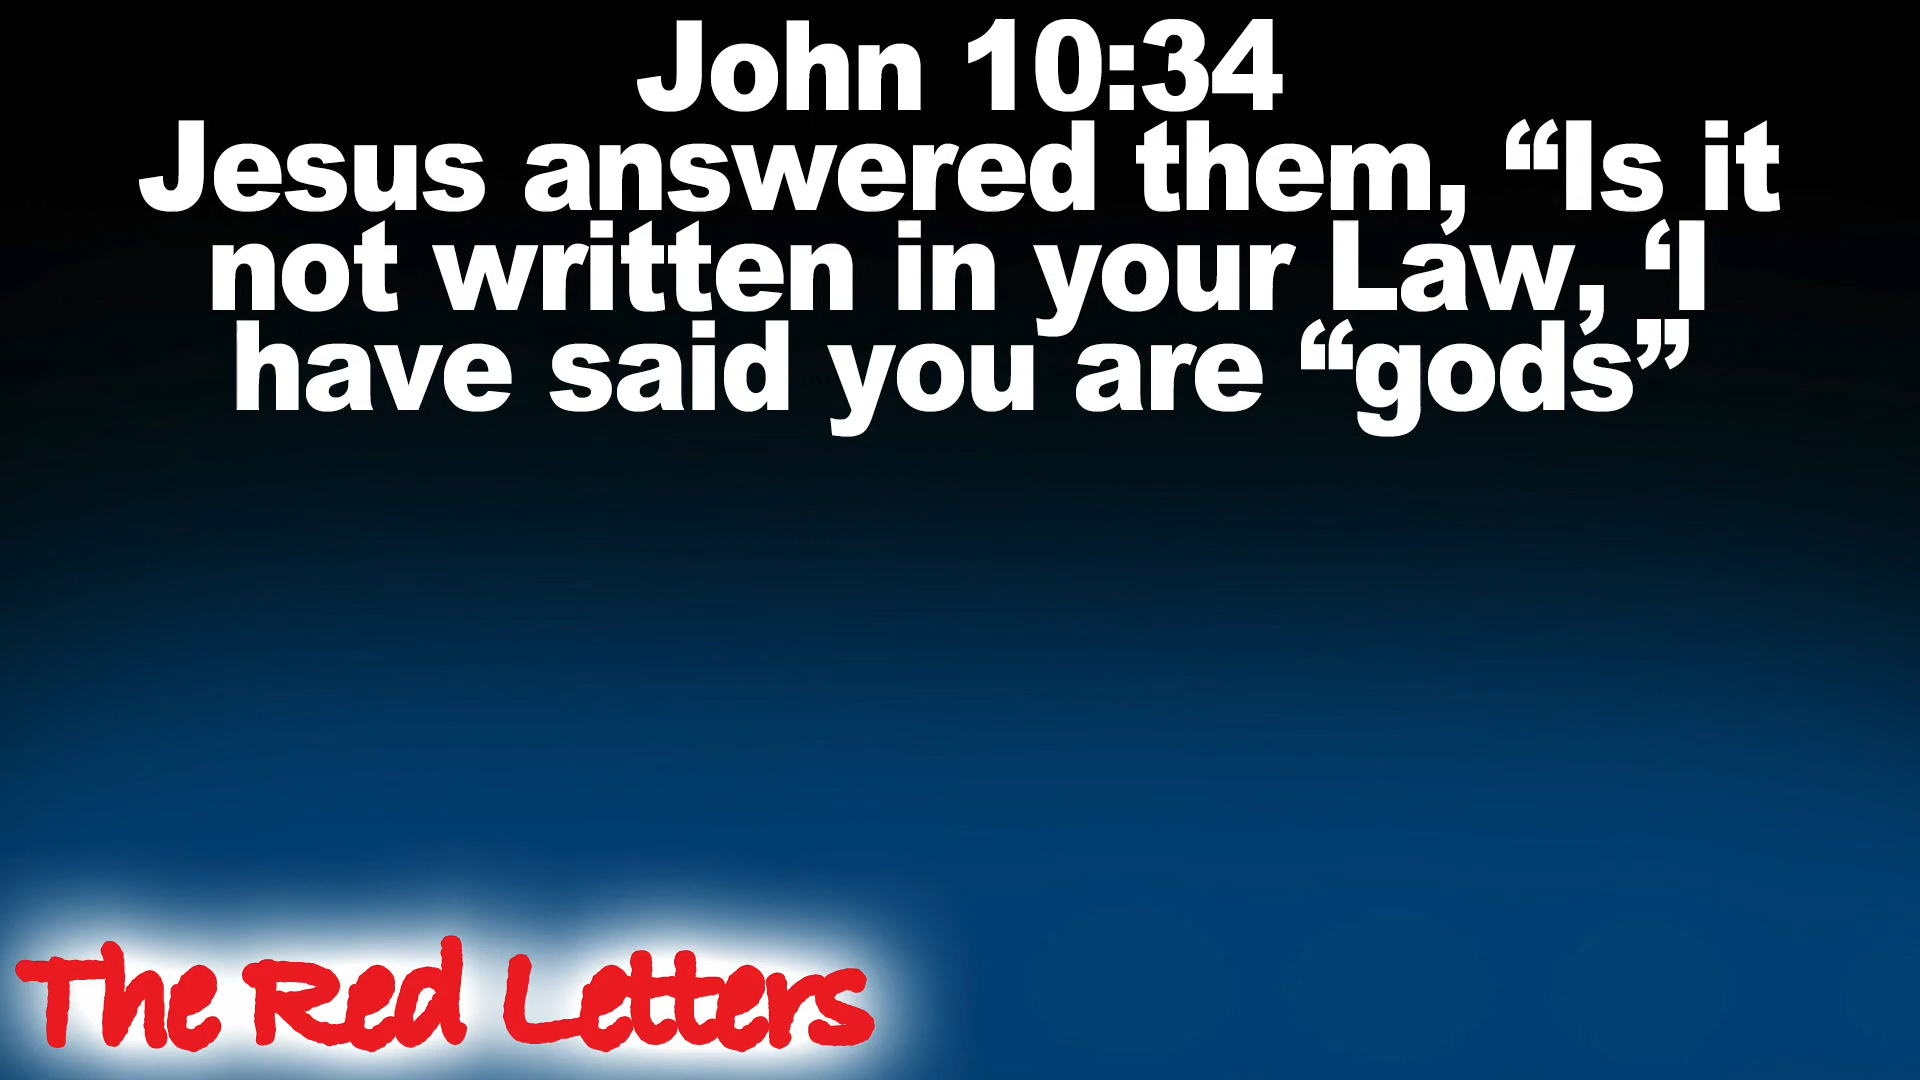 John 10:34
Jesus answered them, “Is it
not written in your Law, ‘I
have said you are “gods”
The Red Letters